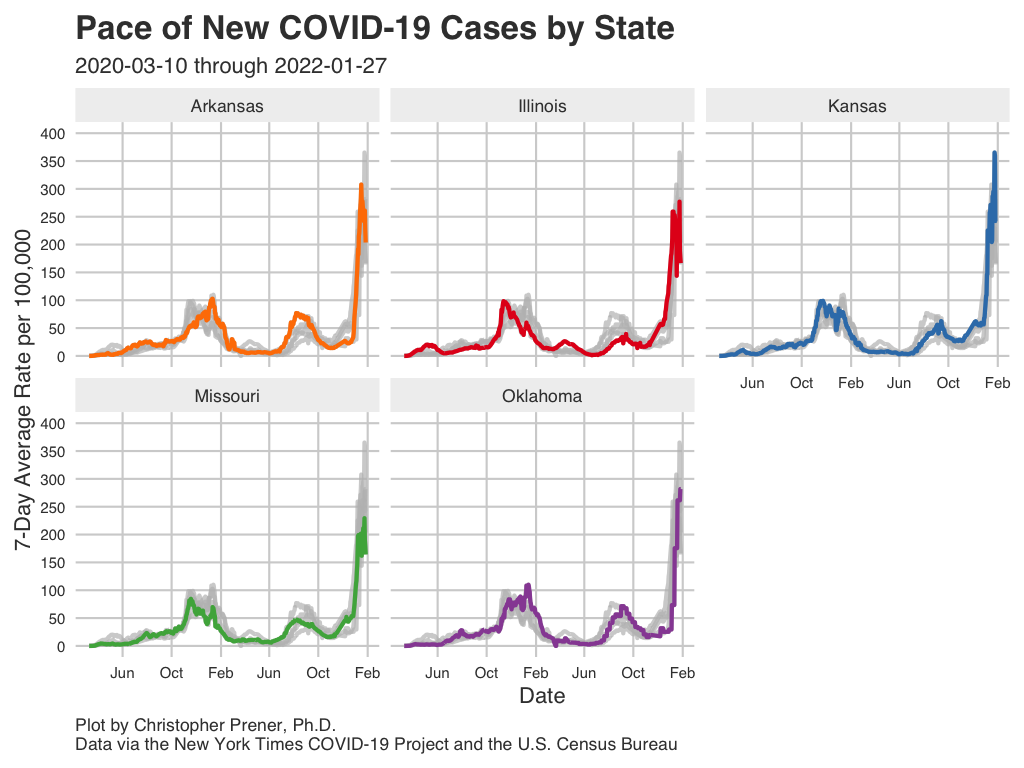 Pace of New COVID-19 Cases by State
2020-03-10 through 2022-01-27
Arkansas
Illinois
Kansas
7-Day Average Rate per 100,000
400
350
300
250
200
150
100
50
0
Jun Oct Feb Jun Oct Feb
Missouri
Oklahoma
400
350
300
250
200
150
100
50
0
Jun Oct Feb Jun Oct Feb
Jun Oct Feb Jun Oct Feb
Date
Plot by Christopher Prener, Ph.D.
Data via the New York Times COVID-19 Project and the U.S. Census Bureau